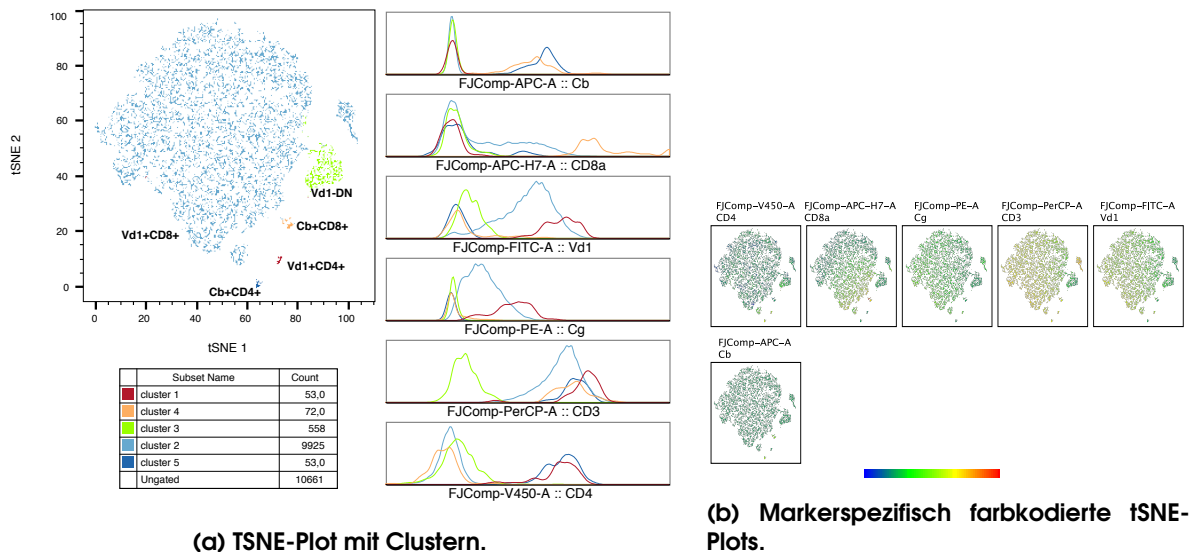 100
80
60
40
20
0
tSNE 2
0 20 40 60 80 100
tSNE 1
Vd1-DN
Cb+CD8+
Vd1+CD8+
Vd1+CD4+
Cb+CD4+
Subset Name Count
cluster 1 53,0
cluster 4 72,0
cluster 3 558
cluster 2 9925
cluster 5 53,0
Ungated 10661
FJComp-APC-A :: Cb
FJComp-APC-H7-A :: CD8a
FJComp-FITC-A :: Vd1
FJComp-PE-A :: Cg
FJComp-PerCP-A :: CD3
FJComp-V450-A :: CD4
(a) TSNE-Plot mit Clustern.
FJComp–V450–A
CD4
FJComp–APC–H7–A
CD8a
FJComp–PE–A
Cg
FJComp–PerCP–A
CD3
FJComp–FITC–A
Vd1
FJComp–APC–A
Cb
(b) Markerspezifisch farbkodierte tSNE-
Plots.